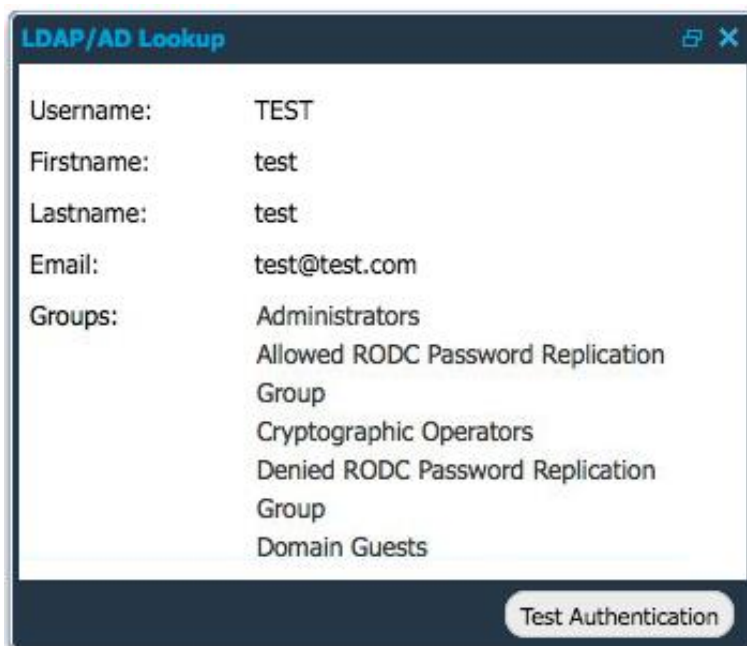 LDAP/AD Lookup
Username: TEST
Firstname: test
Lastname: test
Email: test@test.com
Groups: Administrators
Allowed RODC Password Replication
Group
Cryptographic Operators
Denied RODC Password Replication
Group
Domain Guests
Test Authentication